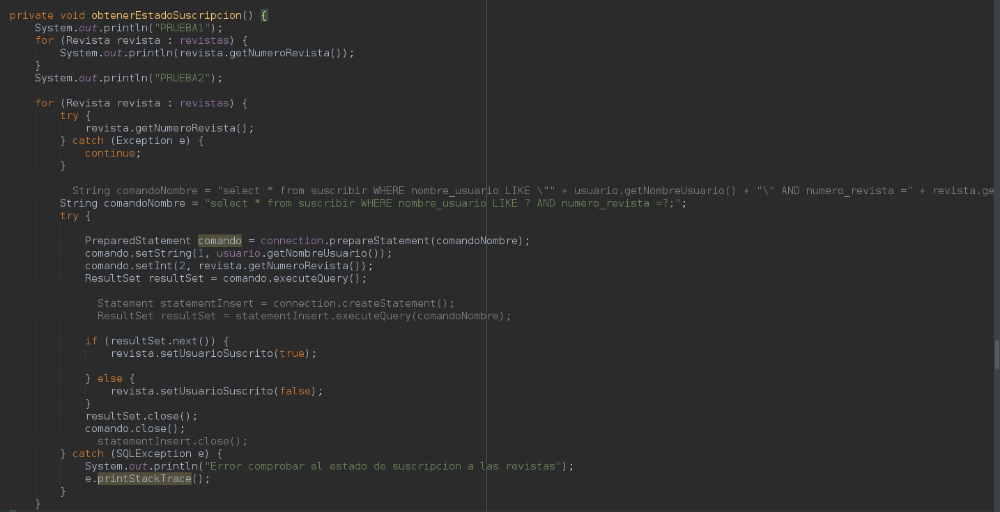 private void obtenerEstadoSuscripcion() {
    System.out.println("PRUEBA1");
    for (Revista revista : revistas) {
        System.out.println(revista.getNumeroRevista());
    }
    System.out.println("PRUEBA2");

    for (Revista revista : revistas) {
        try {
            revista.getNumeroRevista();
        } catch (Exception e) {
            continue;
        }

          String comandoNombre = "select * from suscribir WHERE nombre_usuario LIKE \"" + usuario.getNombreUsuario() + "\" AND numero_revista =" + revista.ge
        String comandoNombre = "select * from suscribir WHERE nombre_usuario LIKE ? AND numero_revista =?;";
        try {

            PreparedStatement comando = connection.prepareStatement(comandoNombre);
            comando.setString(1, usuario.getNombreUsuario());
            comando.setInt(2, revista.getNumeroRevista());
            ResultSet resultSet = comando.executeQuery();

              Statement statementInsert = connection.createStatement();
              ResultSet resultSet = statementInsert.executeQuery(comandoNombre);

            if (resultSet.next()) {
                revista.setUsuarioSuscrito(true);

            } else {
                revista.setUsuarioSuscrito(false);
            }
            resultSet.close();
            comando.close();
              statementInsert.close();
        } catch (SQLException e) {
            System.out.println("Error comprobar el estado de suscripcion a las revistas");
            e.printStackTrace();
        }
    }